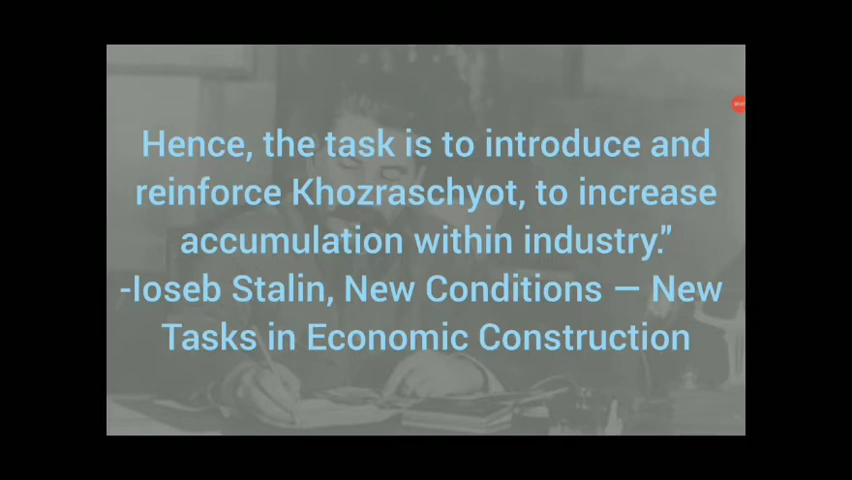 Hence, the task is to introduce and
reinforce Khozraschyot, to increase
accumulation within industry."
-Ioseb Stalin, New Conditions — New
Tasks in Economic Construction